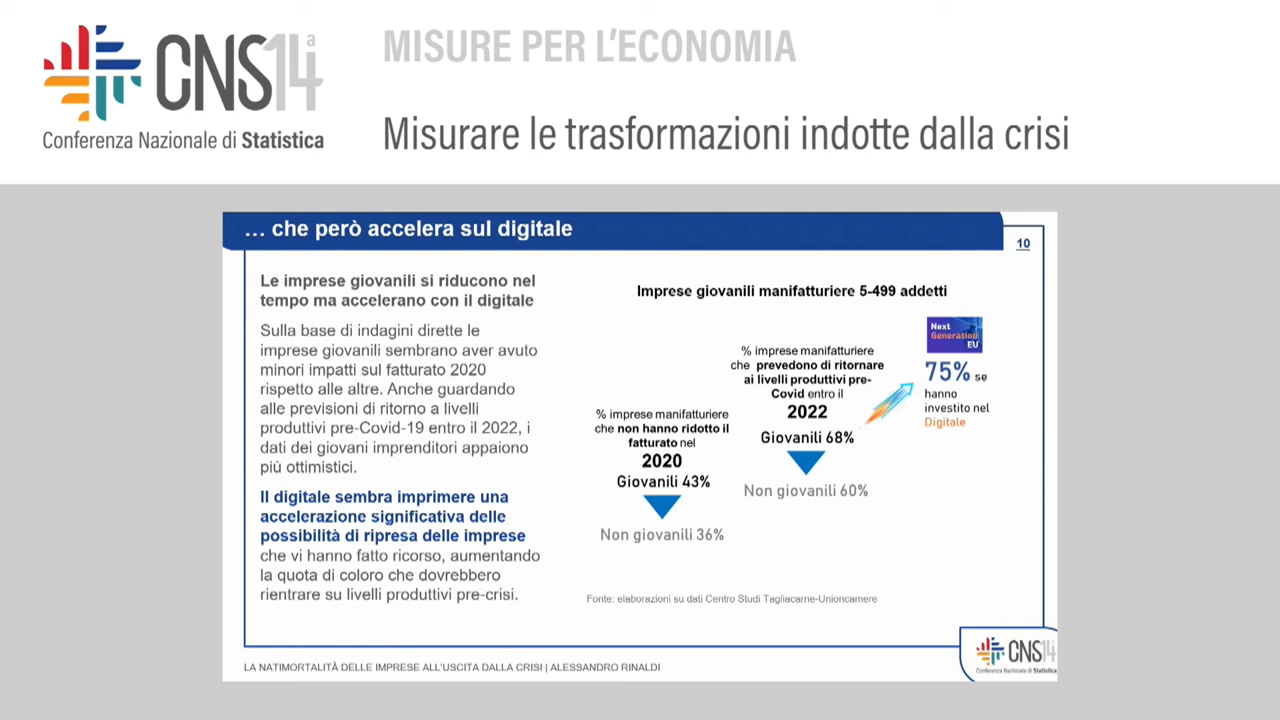 CNS14ª
Conferenza Nazionale di Statistica
MISURE PER L'ECONOMIA
Misurare le trasformazioni indotte dalla crisi
… che però accelera sul digitale
10
Le imprese giovanili si riducono nel
tempo ma accelerano con il digitale
Sulla base di indagini dirette le
imprese giovanili sembrano aver avuto
minori impatti sul fatturato 2020
rispetto alle altre. Anche guardando
alle previsioni di ritorno a livelli
produttivi pre-Covid-19 entro il 2022, i
dati dei giovani imprenditori appaiono
più ottimistici.
Il digitale sembra imprimere una
accelerazione significativa delle
possibilità di ripresa delle imprese
che vi hanno fatto ricorso, aumentando
la quota di coloro che dovrebbero
rientrare su livelli produttivi pre-crisi.
Imprese giovanili manifatturiere 5-499 addetti
% imprese manifatturiere
che non hanno ridotto il
fatturato nel
2020
Giovanili 43%
Non giovanili 36%
% imprese manifatturiere
che prevedono di ritornare
ai livelli produttivi pre-
Covid entro il
2022
Giovanili 68%
Non giovanili 60%
Next
Generation
EU
75% se
hanno
investito nel
Digitale
Fonte: elaborazioni su dati Centro Studi Tagliacarne-Unioncamere
LA NATIMORTALITÀ DELLE IMPRESE ALL'USCITA DALLA CRISI | ALESSANDRO RINALDI
CNS14
Conferenza Nazionale di Statistica